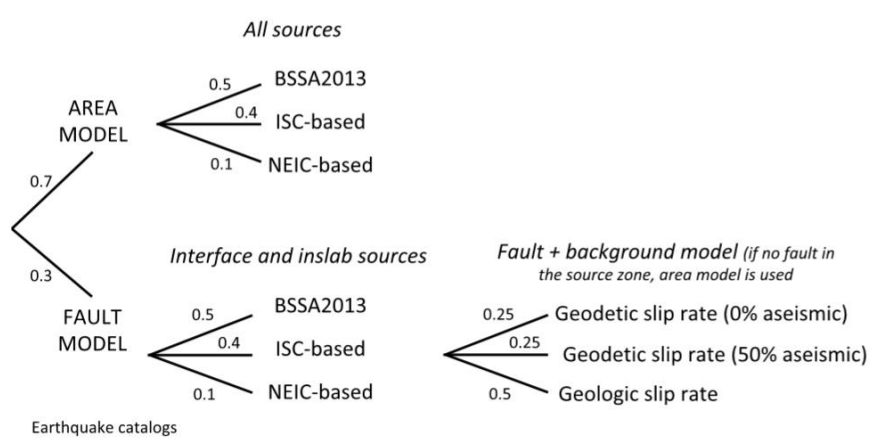 All sources
AREA
MODEL
0.5
BSSA2013
0.4
ISC-based
0.1
NEIC-based
0.7
0.3
FAULT
MODEL
Interface and inslab sources
0.5
BSSA2013
0.4
ISC-based
0.1
NEIC-based
Fault + background model (if no fault in
the source zone, area model is used
0.25
Geodetic slip rate (0% aseismic)
0.25
Geodetic slip rate (50% aseismic)
0.5
Geologic slip rate
Earthquake catalogs